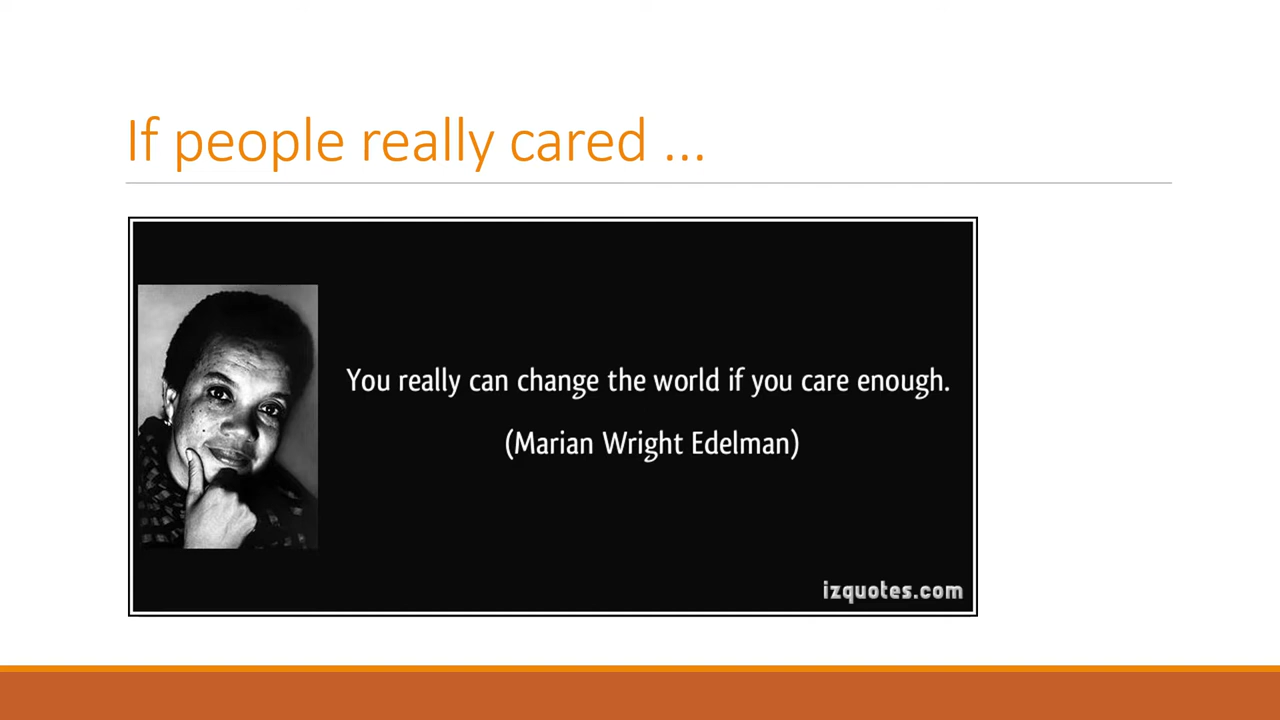 If people really cared ...
You really can change the world if you care enough.
(Marian Wright Edelman)
izquotes.com